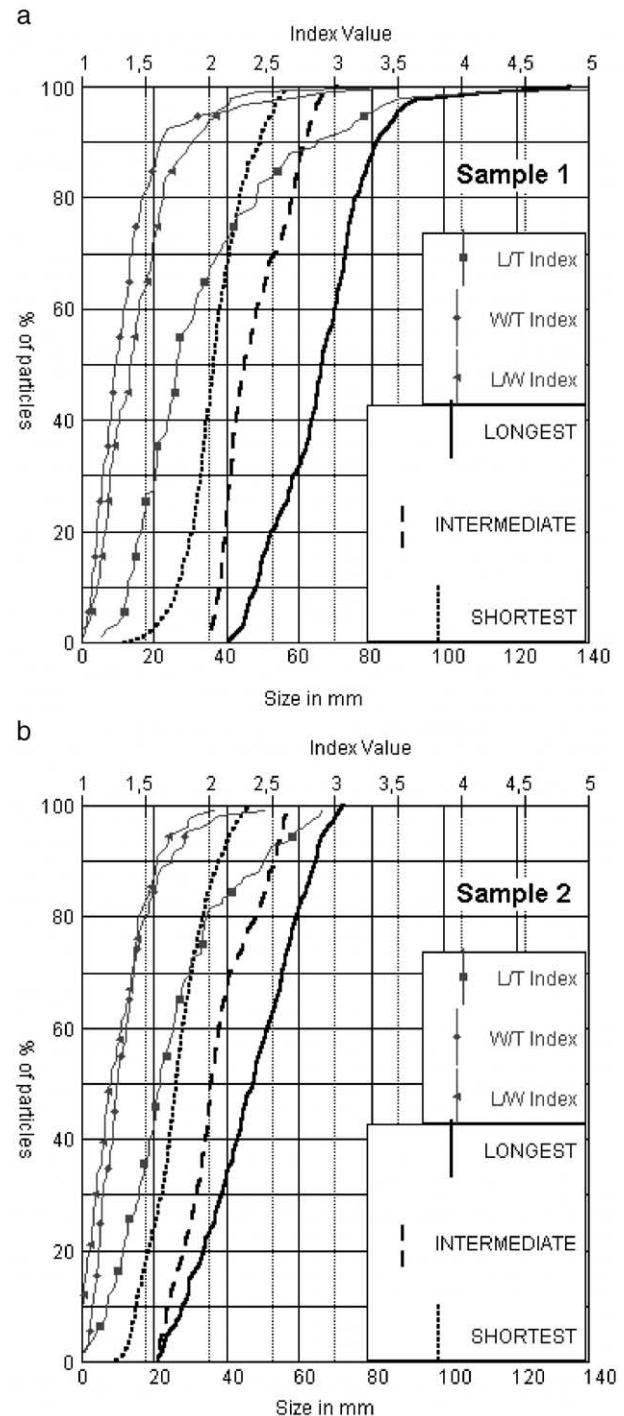 a
Index Value
1 1,5 2 2,5 3 3,5 4 4,5 5
100
80
60
40
20
0
% of particles
Sample 1
L/T Index
W/T Index
L/W Index
LONGEST
INTERMEDIATE
SHORTEST
0 20 40 60 80 100 120 140
Size in mm
b
Index Value
1 1,5 2 2,5 3 3,5 4 4,5 5
100
80
60
40
20
0
% of particles
Sample 2
L/T Index
W/T Index
L/W Index
LONGEST
INTERMEDIATE
SHORTEST
0 20 40 60 80 100 120 140
Size in mm